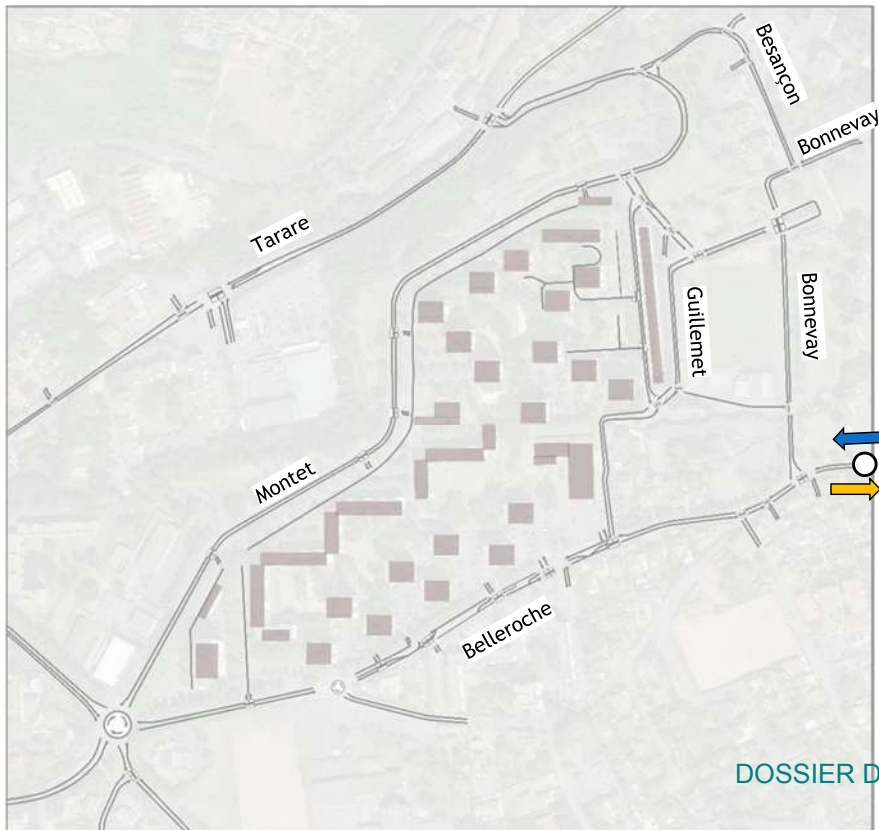 Besançon
Bonnevay
Tarare
Guillemet
Bonnevay
Montet
Belleroche
DOSSIER D